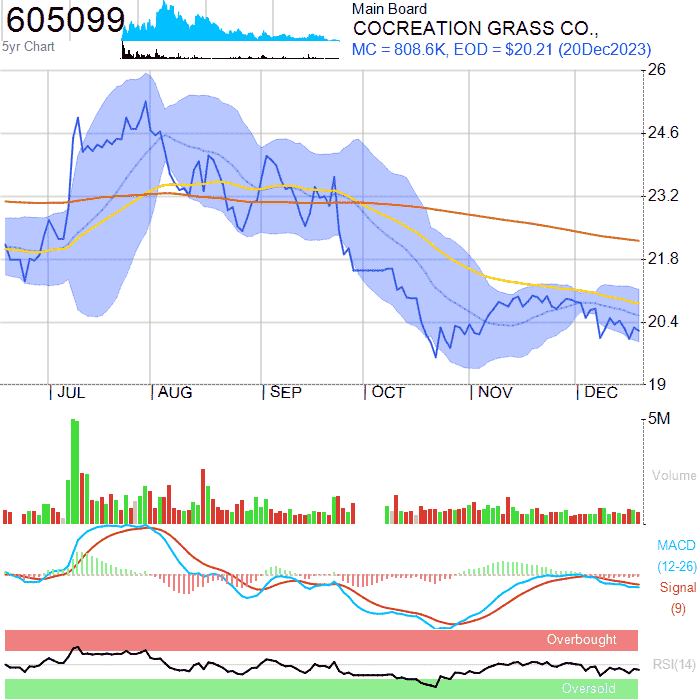 605099
5yr Chart
Main Board
COCREATION GRASS CO.,
MC = 808.6K, EOD = $20.21 (20Dec2023)
26
24.6
23.2
21.8
20.4
19
JUL
AUG
SEP
OCT
NOV
DEC
5M
Volume
MACD
(12-26)
Signal
(9)
Overbought
RSI(14)
Oversold